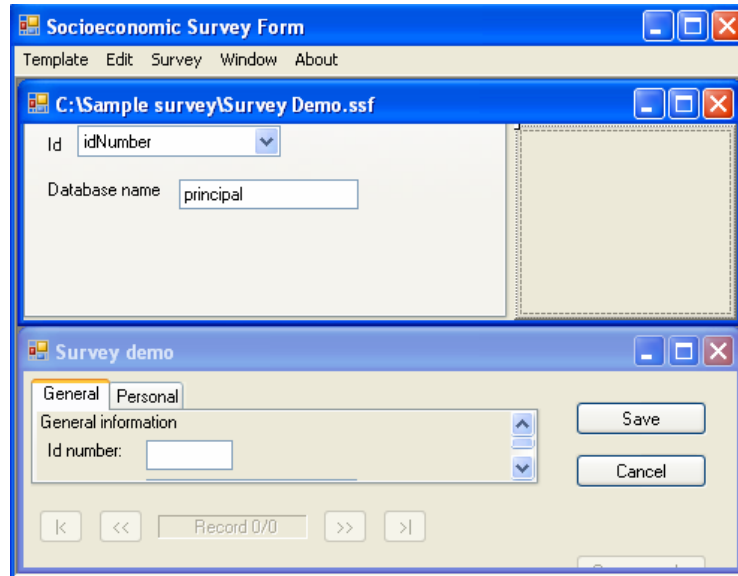 Socioeconomic Survey Form
Template Edit Survey Window About
C:\Sample survey\Survey Demo.ssf
Id idNumber
Database name principal
Survey demo
General Personal
General information
Save
Id number:
Cancel
|< << Record 0/0 >> >|